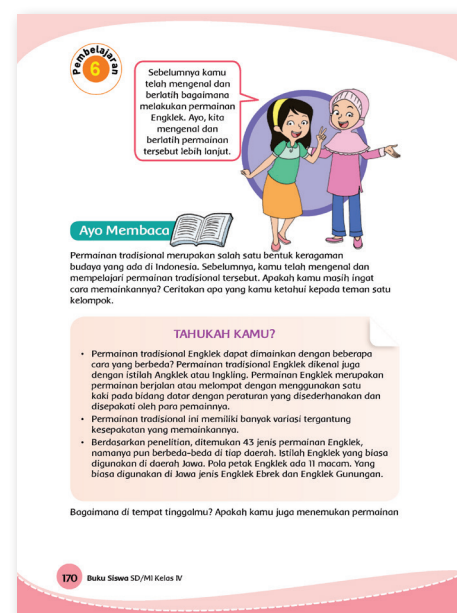 Pembelajaran
6
Sebelumnya kamu
telah mengenal dan
berlatih bagaimana
melakukan permainan
Engklek. Ayo, kita
mengenal dan
berlatih permainan
tersebut lebih lanjut.
Ayo Membaca
Permainan tradisional merupakan salah satu bentuk keragaman
budaya yang ada di Indonesia. Sebelumnya, kamu telah mengenal dan
mempelajari permainan tradisional tersebut. Apakah kamu masih ingat
cara memainkannya? Ceritakan apa yang kamu ketahui kepada teman satu
kelompok.
TAHUKAH KAMU?
• Permainan tradisional Engklek dapat dimainkan dengan beberapa
cara yang berbeda? Permainan tradisional Engklek dikenal juga
dengan istilah Angklek atau Ingkling. Permainan Engklek merupakan
permainan berjalan atau melompat dengan menggunakan satu
kaki pada bidang datar dengan peraturan yang disederhanakan dan
disepakati oleh para pemainnya.
• Permainan tradisional ini memiliki banyak variasi tergantung
kesepakatan yang memainkannya.
• Berdasarkan penelitian, ditemukan 43 jenis permainan Engklek,
namanya pun berbeda-beda di tiap daerah. Istilah Engklek yang biasa
digunakan di daerah Jawa. Pola petak Engklek ada 11 macam. Yang
biasa digunakan di Jawa jenis Engklek Ebrek dan Engklek Gunungan.
Bagaimana di tempat tinggalmu? Apakah kamu juga menemukan permainan
170 Buku Siswa SD/MI Kelas IV